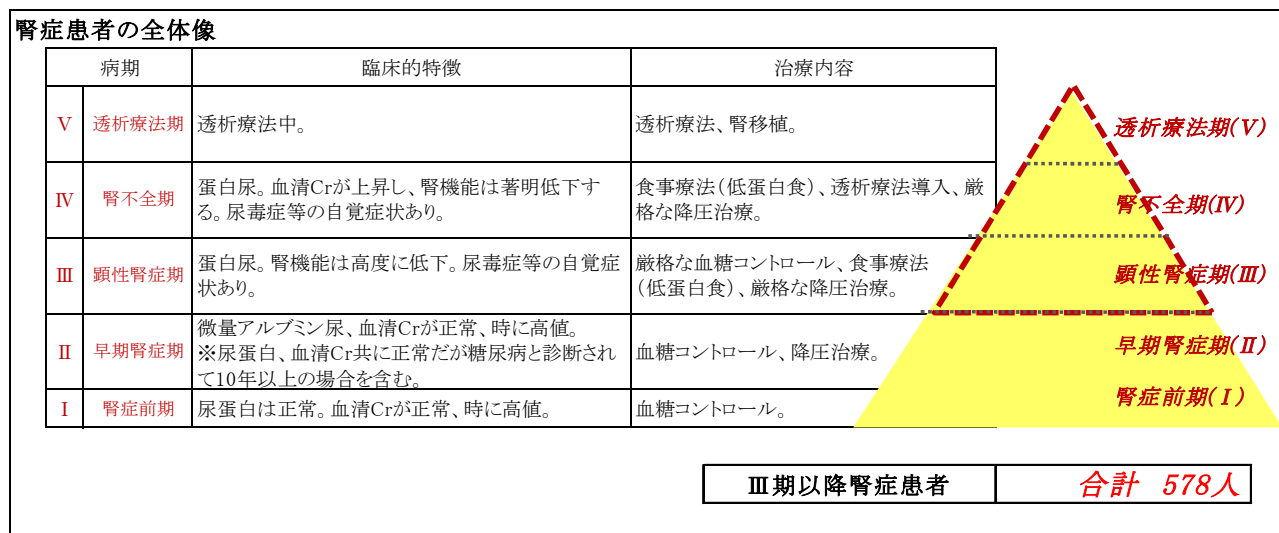 腎症患者の全体像
病期 臨床的特徴 治療内容
Ⅴ 透析療法期 透析療法中。 透析療法、腎移植。
Ⅳ 腎不全期 蛋白尿。血清Crが上昇し、腎機能は著明低下す
る。尿毒症等の自覚症状あり。
食事療法(低蛋白食)、透析療法導入、厳
格な降圧治療。
Ⅲ 顕性腎症期 蛋白尿。腎機能は高度に低下。尿毒症等の自覚症
状あり。
厳格な血糖コントロール、食事療法
(低蛋白食)、厳格な降圧治療。
Ⅱ 早期腎症期 微量アルブミン尿、血清Crが正常、時に高値。
※尿蛋白、血清Cr共に正常だが糖尿病と診断され
て10年以上の場合を含む。
血糖コントロール、降圧治療。
Ⅰ 腎症前期 尿蛋白は正常。血清Crが正常、時に高値。 血糖コントロール。
透析療法期(Ⅴ)
腎不全期(Ⅳ)
顕性腎症期(Ⅲ)
早期腎症期(Ⅱ)
腎症前期(Ⅰ)
Ⅲ期以降腎症患者 合計 578人